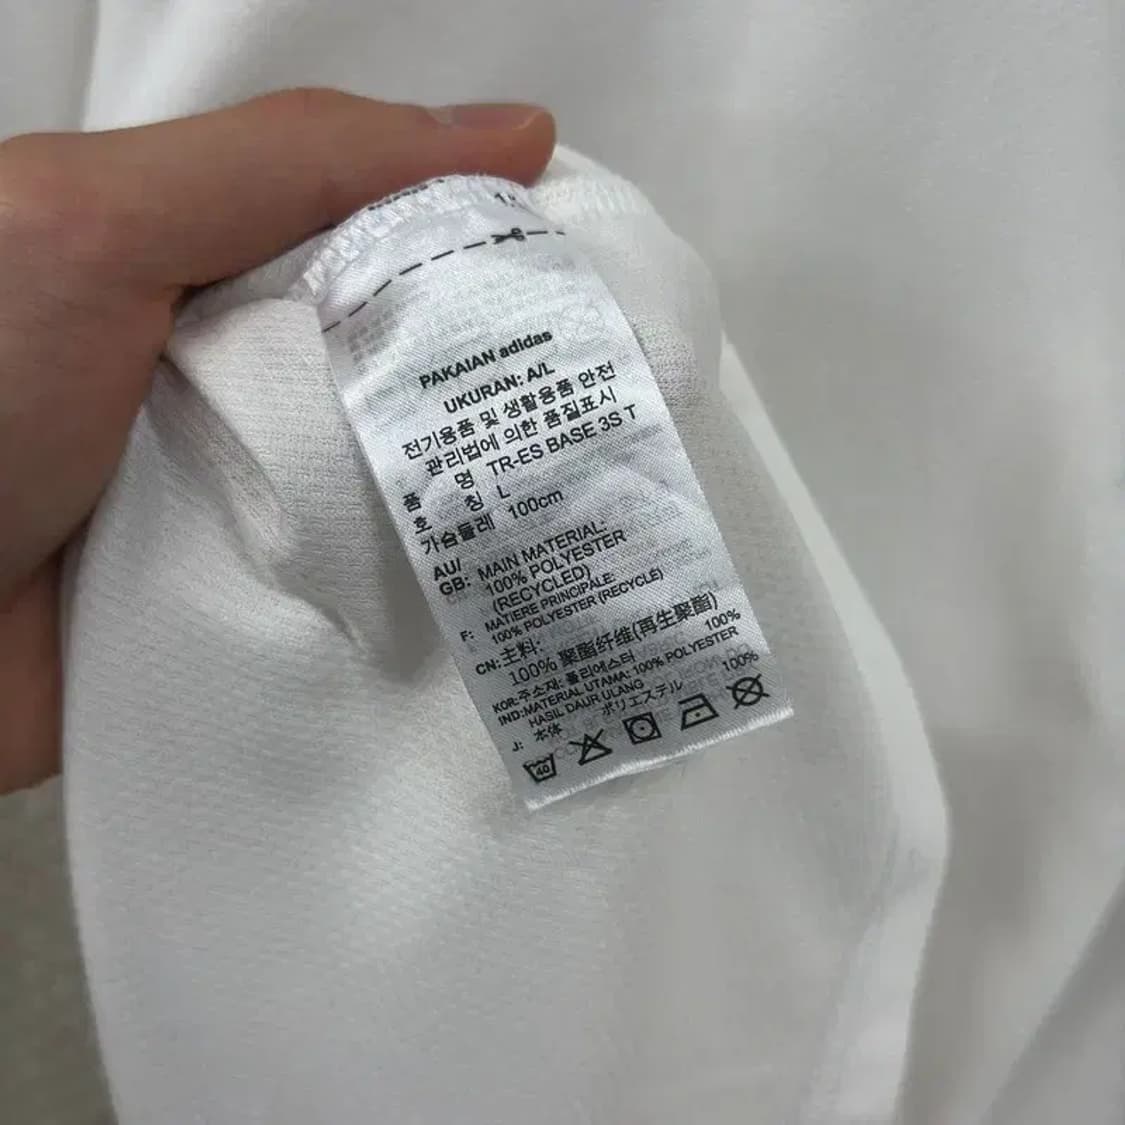 PAKAIAN adidas
UKURAN: A/L
전기용품 및 생활용품 안전
관리법에 의한 품질표시
품 명 TR-ES BASE 3S T
호 칭 L
가슴둘레 100cm
AU/
GB: MAIN MATERIAL:
100% POLYESTER
(RECYCLED)
F: MATIERE PRINCIPALE:
100% POLYESTER (RECYCLÉ)
CN: 主料:
100% 聚酯纤维(再生聚酯)
KOR: 주소재: 폴리에스터 100%
IND: MATERIAL UTAMA: 100% POLYESTER
HASIL DAUR ULANG
J: 本体 ポリエステル 100%
40